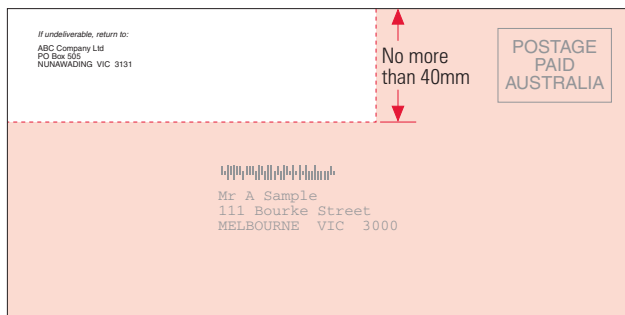 If undeliverable, return to:
ABC Company Ltd
PO Box 505
NUNAWADING VIC 3131
No more
than 40mm
POSTAGE
PAID
AUSTRALIA
Mr A Sample
111 Bourke Street
MELBOURNE VIC 3000